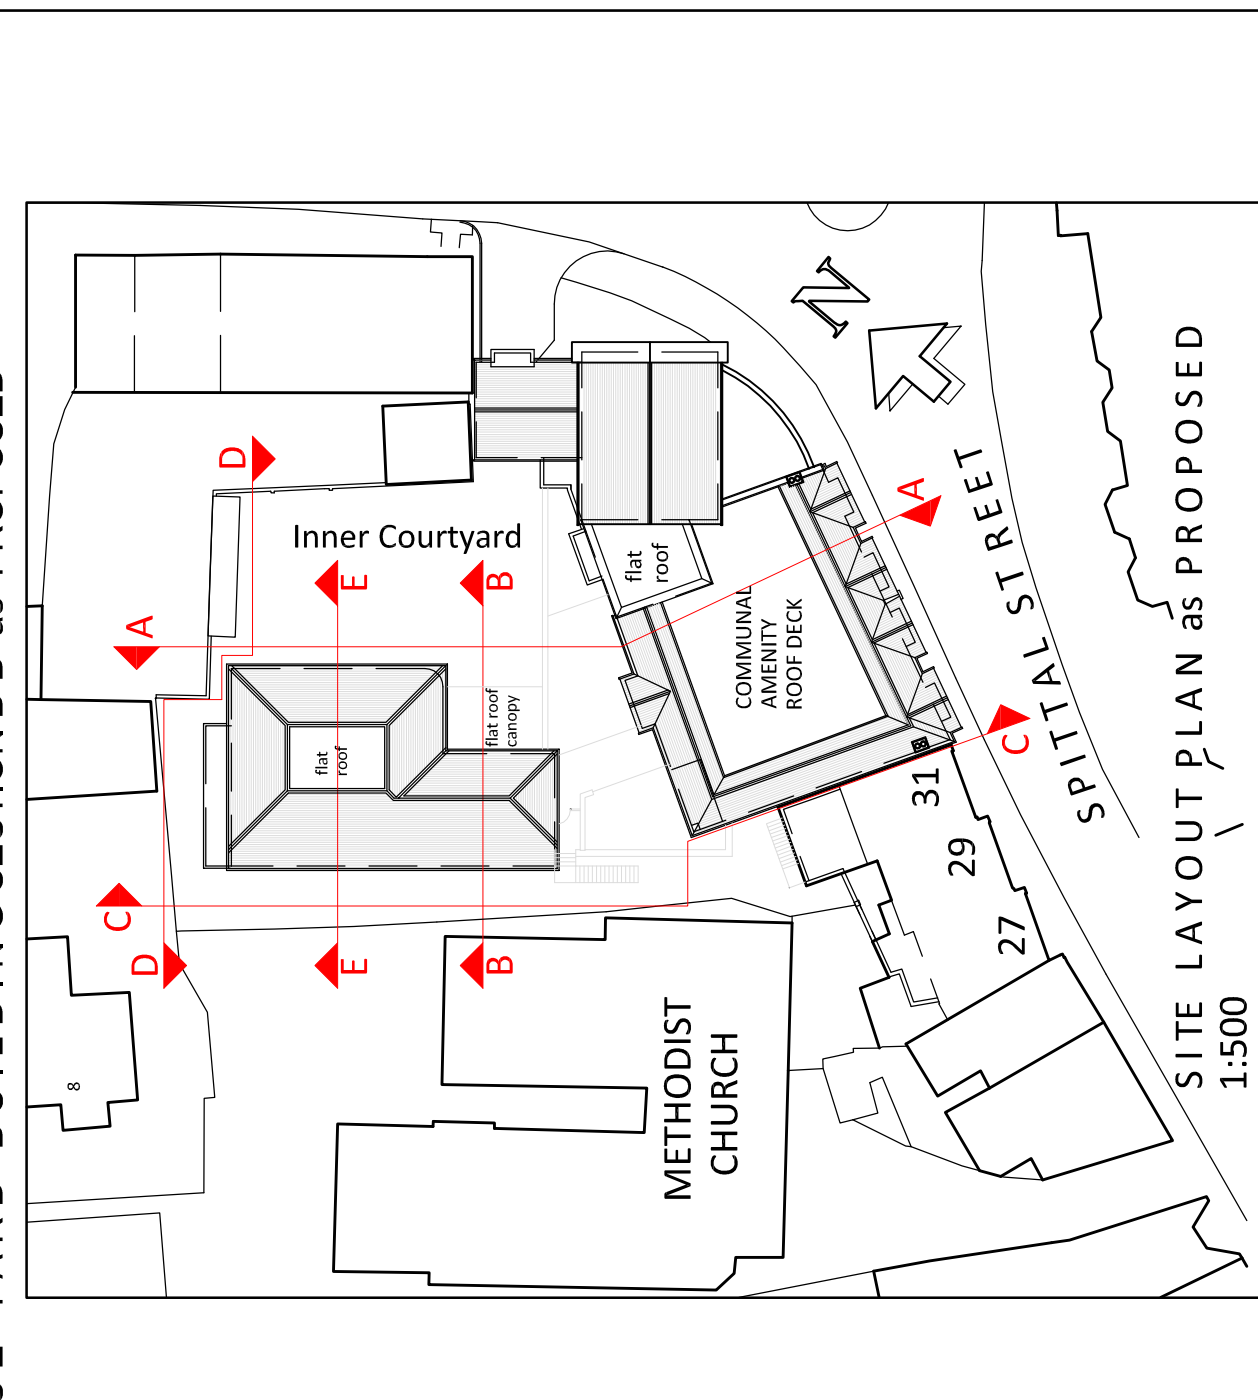 N
D
Inner Courtyard
A
E
B
flat
roof
A
COMMUNAL
AMENITY
ROOF DECK
SPITTAL STREET
flat roof
canopy
flat
roof
C
C
31
29
27
D
E
B
METHODIST
CHURCH
8
SITE LAYOUT PLAN as PROPOSED
1:500